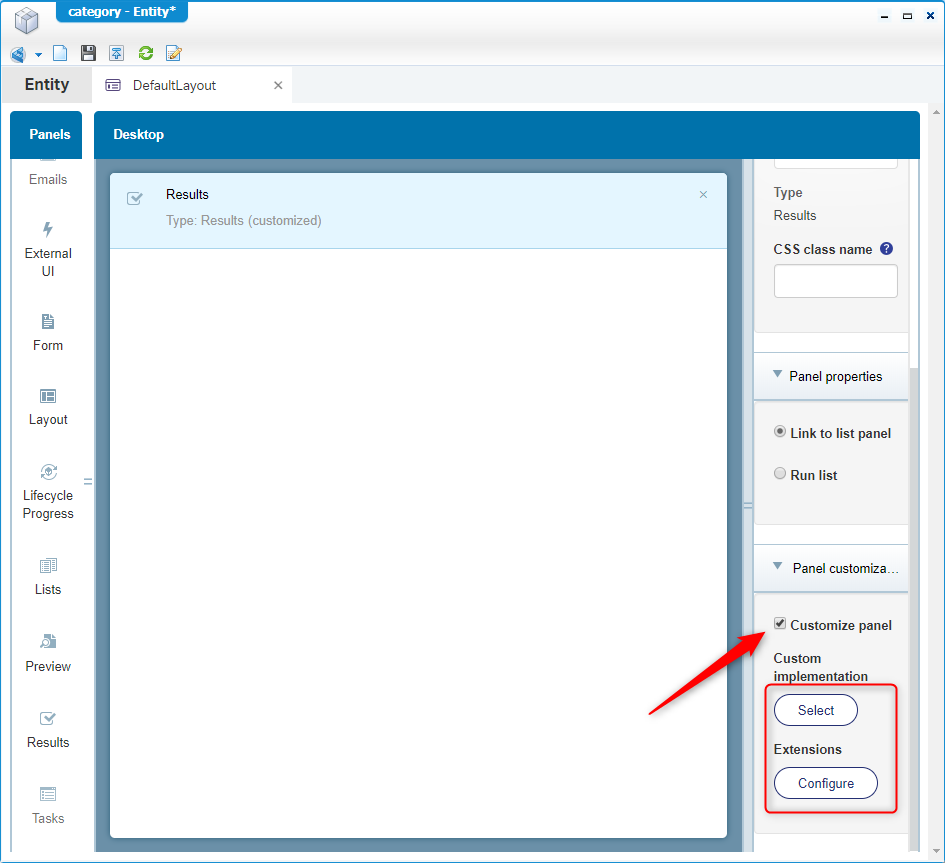 category - Entity*
Entity
DefaultLayout
Panels
Desktop
Emails
External
UI
Form
Layout
Lifecycle
Progress
Lists
Preview
Results
Tasks
Results
Type: Results (customized)
Type
Results
CSS class name
Panel properties
Link to list panel
Run list
Panel customiza...
Customize panel
Custom
implementation
Select
Extensions
Configure